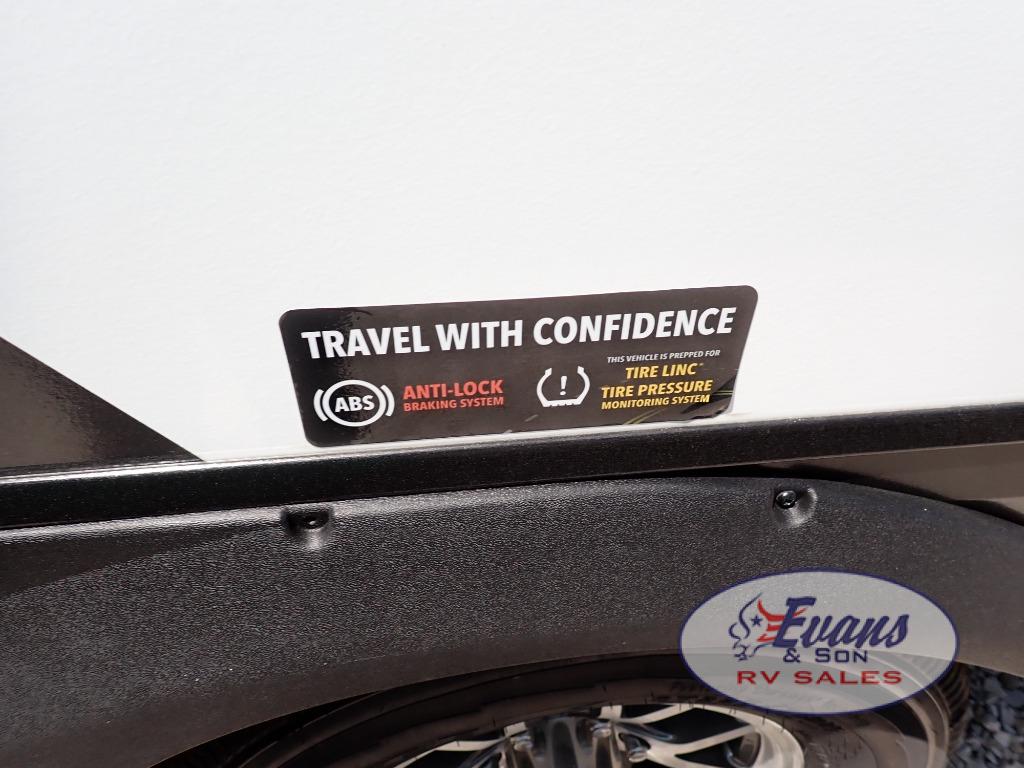 TRAVEL WITH CONFIDENCE
ABS
ANTI-LOCK
BRAKING SYSTEM
!
THIS VEHICLE IS PREPPED FOR
TIRE LINC™
TIRE PRESSURE
MONITORING SYSTEM
Evans
& SON
RV SALES